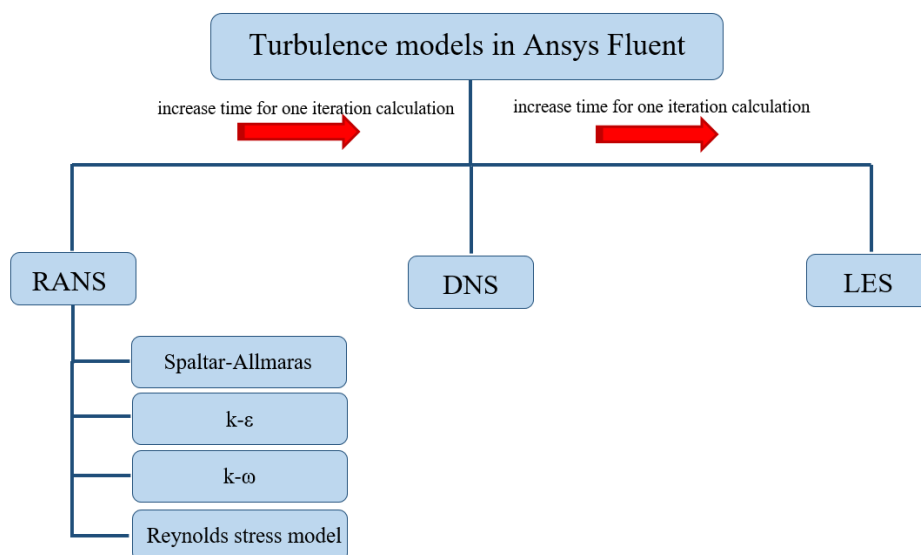 Turbulence models in Ansys Fluent
increase time for one iteration calculation
increase time for one iteration calculation
RANS
DNS
LES
Spaltar-Allmaras
k-ε
k-ω
Reynolds stress model